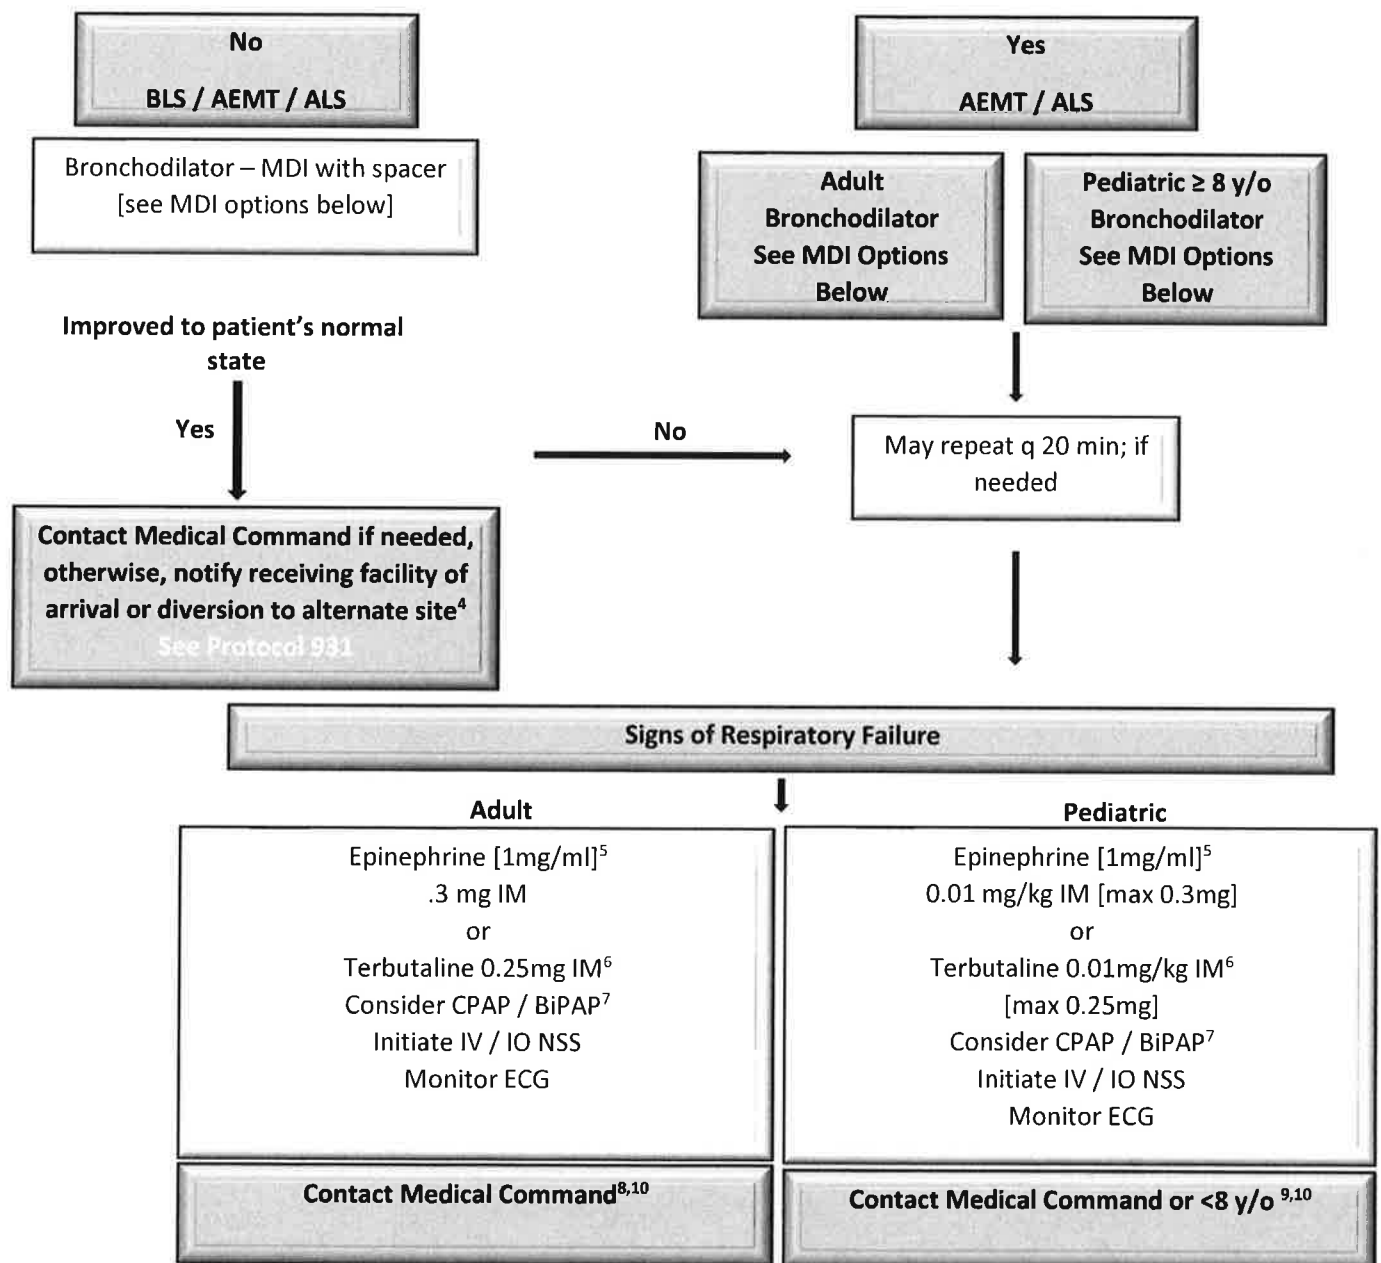 No
BLS / AEMT / ALS
Bronchodilator – MDI with spacer
[see MDI options below]
Improved to patient's normal
state
Yes
Contact Medical Command if needed,
otherwise, notify receiving facility of
arrival or diversion to alternate site4
See Protocol 931
No
Yes
AEMT / ALS
Adult
Bronchodilator
See MDI Options
Below
Pediatric ≥ 8 y/o
Bronchodilator
See MDI Options
Below
May repeat q 20 min; if
needed
Signs of Respiratory Failure
Adult
Epinephrine [1mg/ml]5
.3 mg IM
or
Terbutaline 0.25mg IM6
Consider CPAP / BiPAP7
Initiate IV / IO NSS
Monitor ECG
Contact Medical Command8,10
Pediatric
Epinephrine [1mg/ml]5
0.01 mg/kg IM [max 0.3mg]
or
Terbutaline 0.01mg/kg IM6
[max 0.25mg]
Consider CPAP / BiPAP7
Initiate IV / IO NSS
Monitor ECG
Contact Medical Command or <8 y/o 9,10